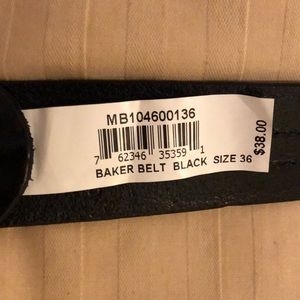 MB104600136
7 62346 35359 1
BAKER BELT BLACK SIZE 36
$38.00